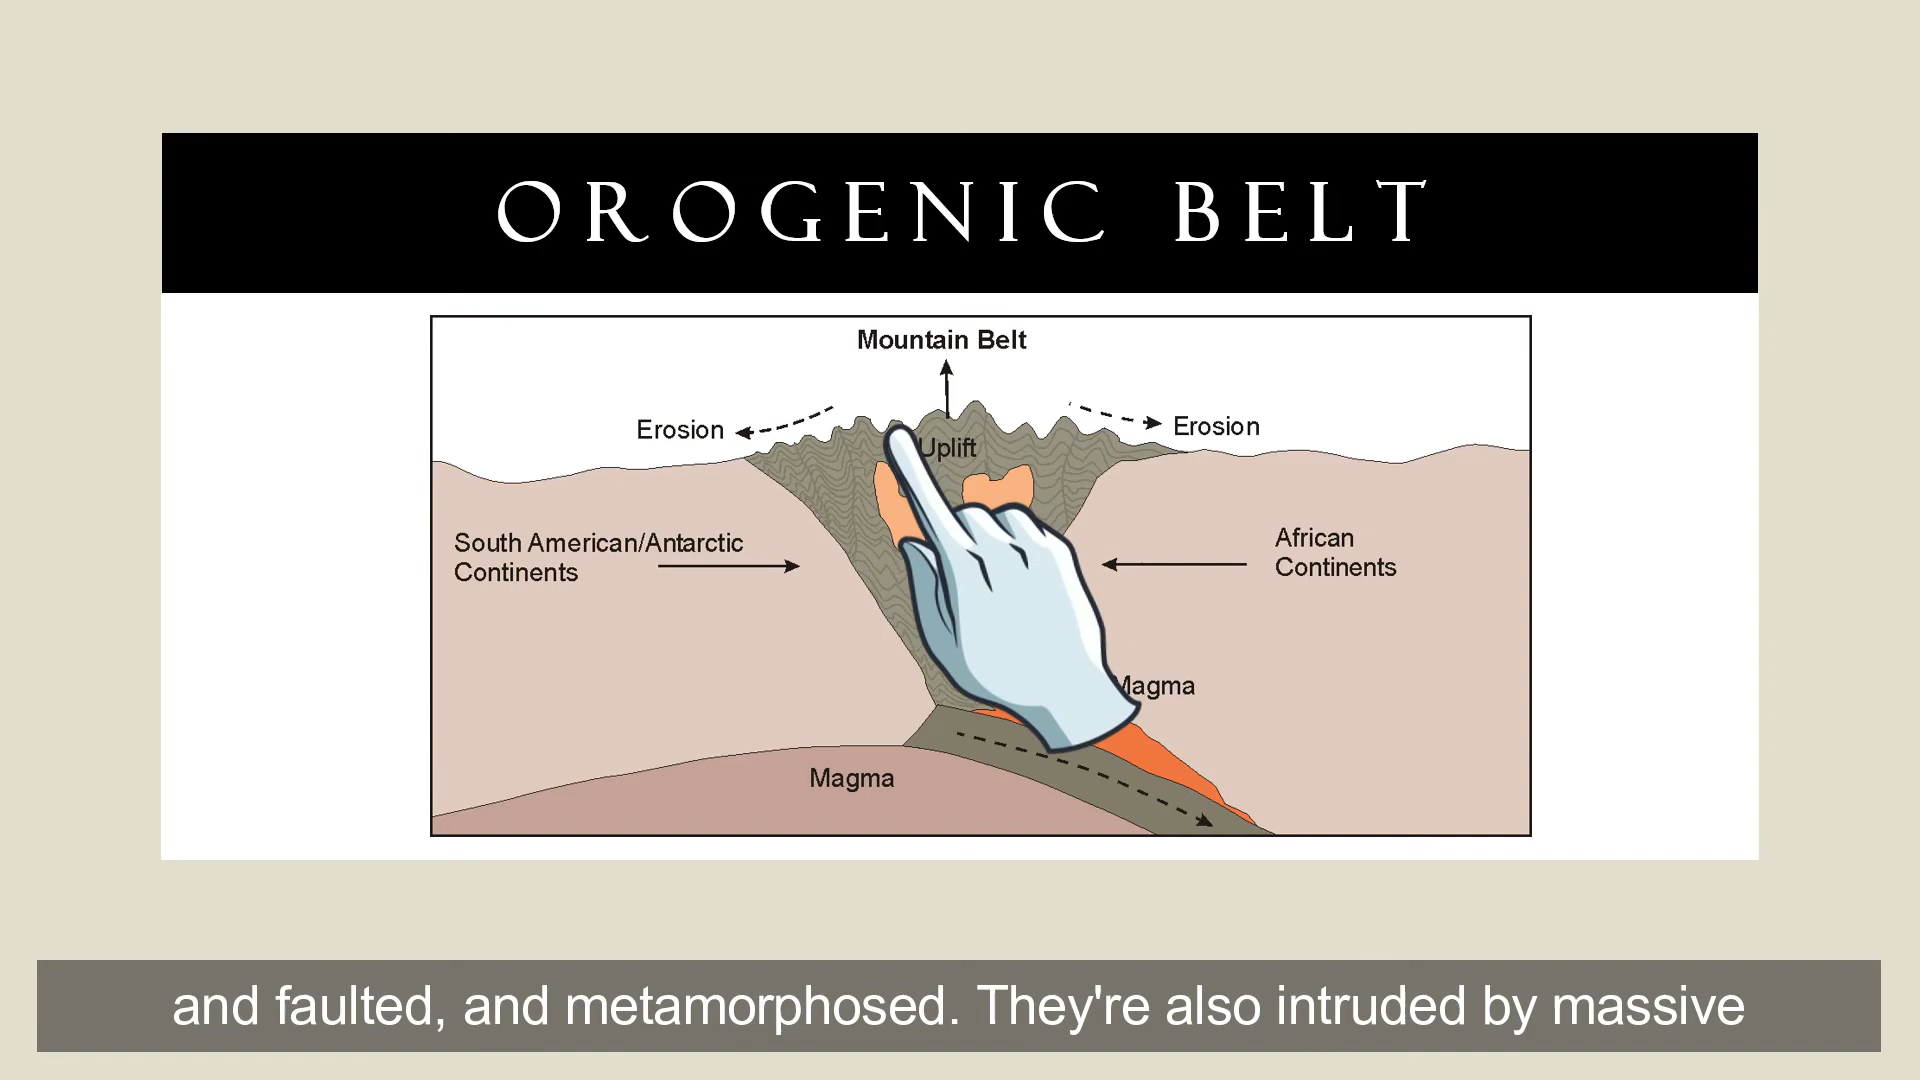 OROGENIC BELT
Mountain Belt
Erosion
Erosion
Uplift
South American/Antarctic
Continents
African
Continents
Magma
Magma
and faulted, and metamorphosed. They're also intruded by massive